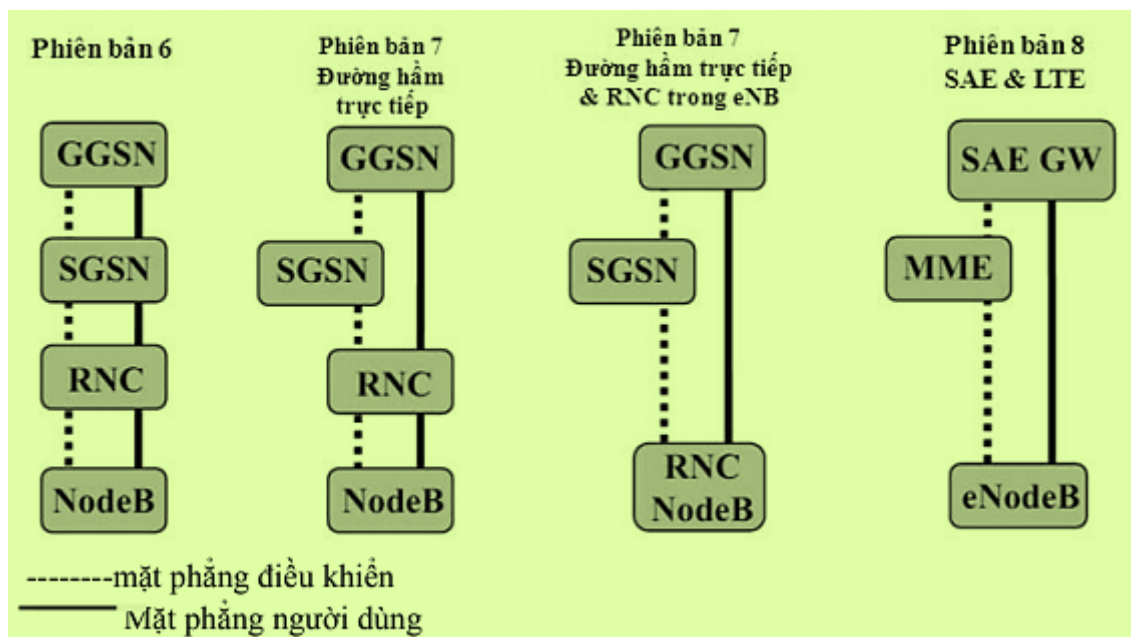 Phiên bản 6
Phiên bản 7
Đường hầm
trực tiếp
Phiên bản 7
Đường hầm trực tiếp
& RNC trong eNB
Phiên bản 8
SAE & LTE
GGSN
SGSN
RNC
NodeB
GGSN
SGSN
RNC
NodeB
GGSN
SGSN
RNC
NodeB
SAE GW
MME
eNodeB
--------mặt phẳng điều khiển
Mặt phẳng người dùng